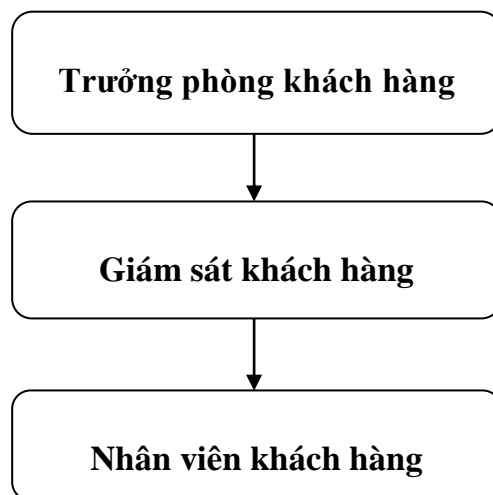 Trưởng phòng khách hàng
Giám sát khách hàng
Nhân viên khách hàng